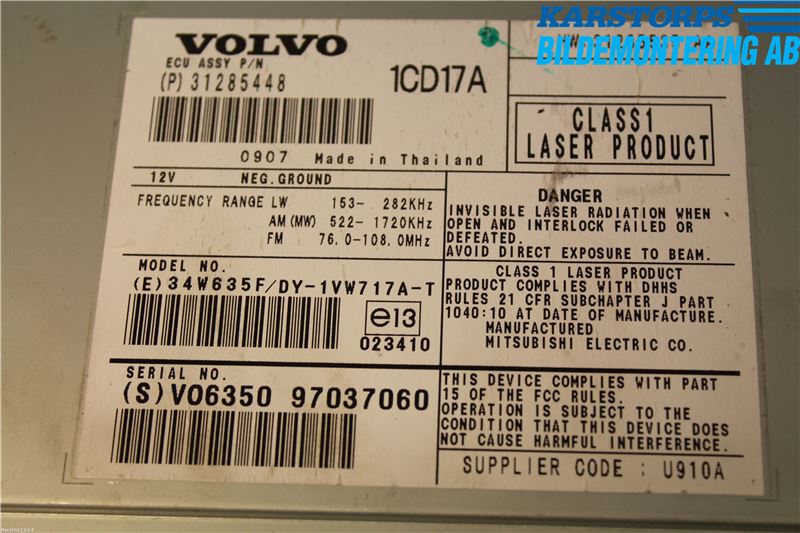 KARSTORPS
BILDEMONTERING AB
VOLVO
ECU ASSY P/N
(P) 31285448
1CD17A
CLASS1
LASER PRODUCT
0907 Made in Thailand
12V NEG.GROUND
FREQUENCY RANGE LW 153- 282KHz
AM(MW) 522-1720KHz
FM 76.0-108.0MHz
DANGER
INVISIBLE LASER RADIATION WHEN
OPEN AND INTERLOCK FAILED OR
DEFEATED.
AVOID DIRECT EXPOSURE TO BEAM.
MODEL NO.
(E) 34W635F/DY-1VW717A-T
e13
023410
CLASS 1 LASER PRODUCT
PRODUCT COMPLIES WITH DHHS
RULES 21 CFR SUBCHAPTER J PART
1040:10 AT DATE OF MANUFACTURE.
MANUFACTURED
MITSUBISHI ELECTRIC CO.
SERIAL NO.
(S)VO6350 97037060
THIS DEVICE COMPLIES WITH PART
15 OF THE FCC RULES.
OPERATION IS SUBJECT TO THE
CONDITION THAT THIS DEVICE DOES
NOT CAUSE HARMFUL INTERFERENCE.
SUPPLIER CODE : U910A